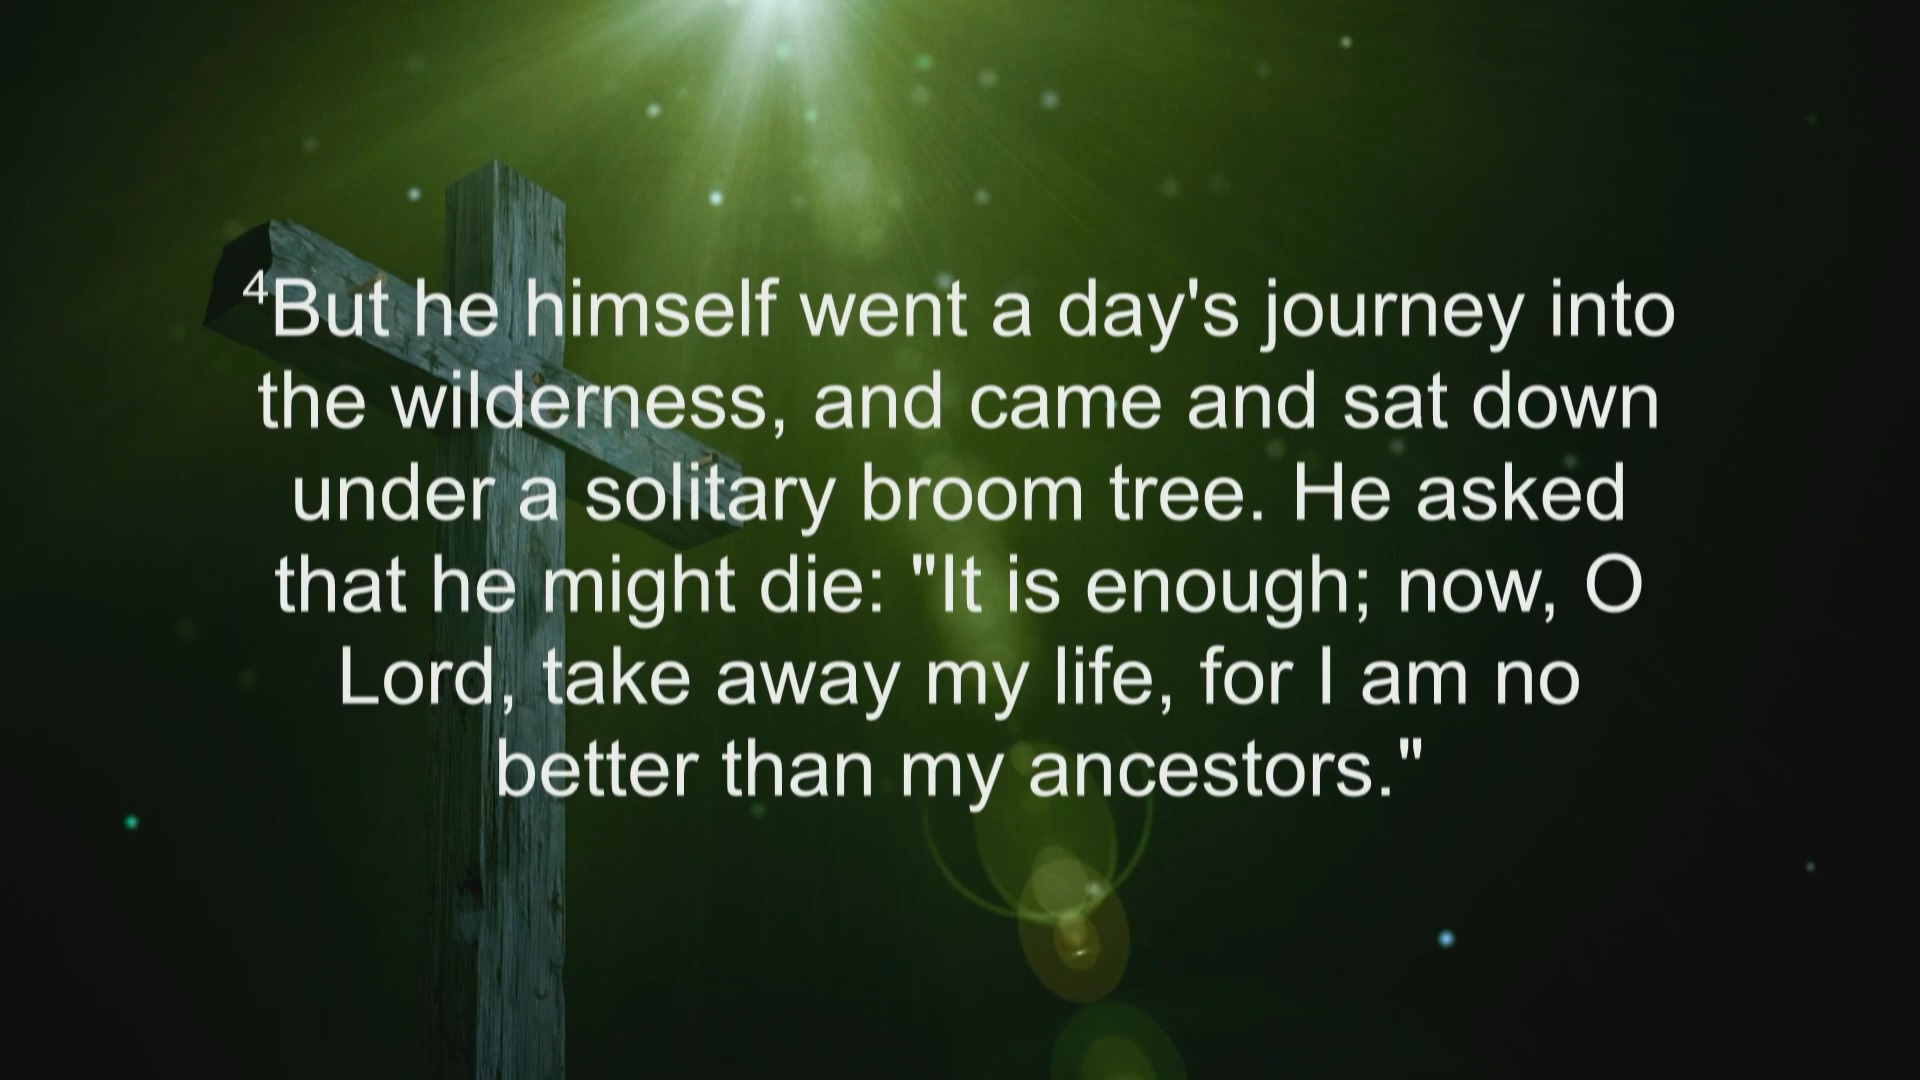 ⁴But he himself went a day's journey into
the wilderness, and came and sat down
under a solitary broom tree. He asked
that he might die: "It is enough; now, O
Lord, take away my life, for I am no
better than my ancestors."